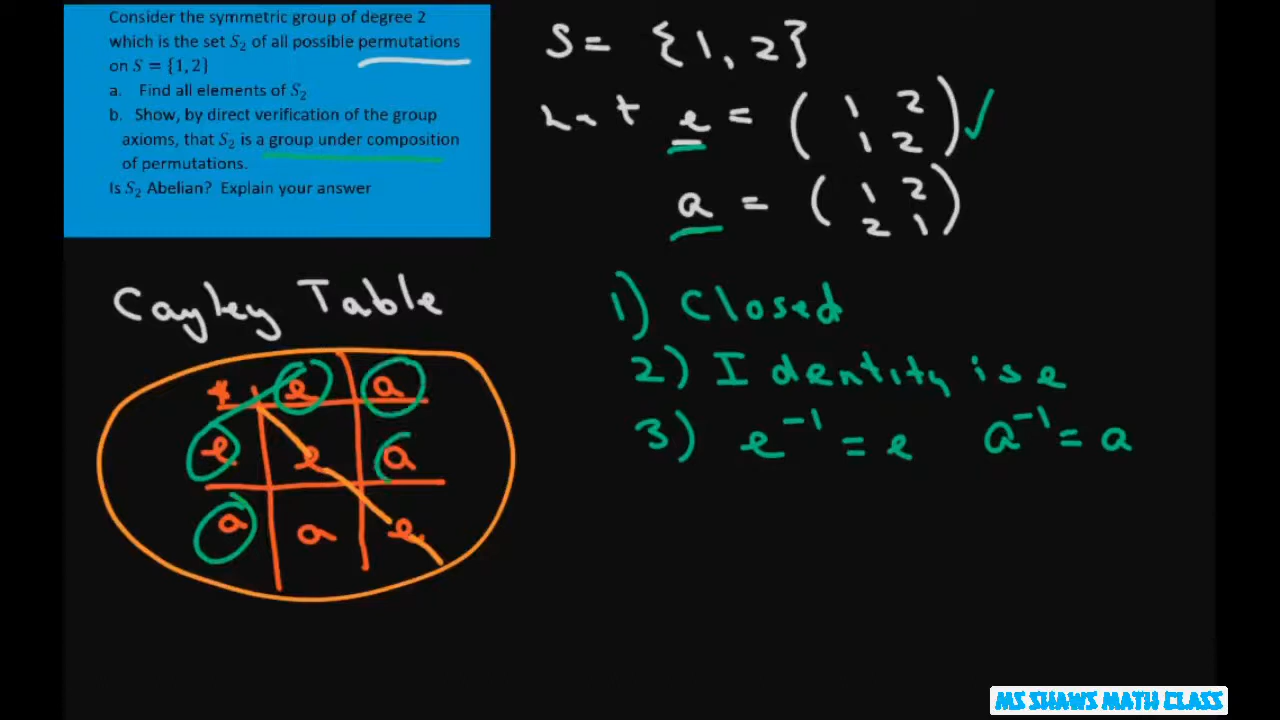 Consider the symmetric group of degree 2
which is the set S₂ of all possible permutations
on S = {1,2}
a. Find all elements of S₂
b. Show, by direct verification of the group
axioms, that S₂ is a group under composition
of permutations.
Is S₂ Abelian? Explain your answer
S = {1, 2}
Let e = ( 1 2
1 2 ) ✓
a = ( 1 2
2 1 )
Cayley Table
* e a
e e a
a a e
1) Closed
2) Identity is e
3) e⁻¹ = e a⁻¹ = a
MS SHAWS MATH CLASS